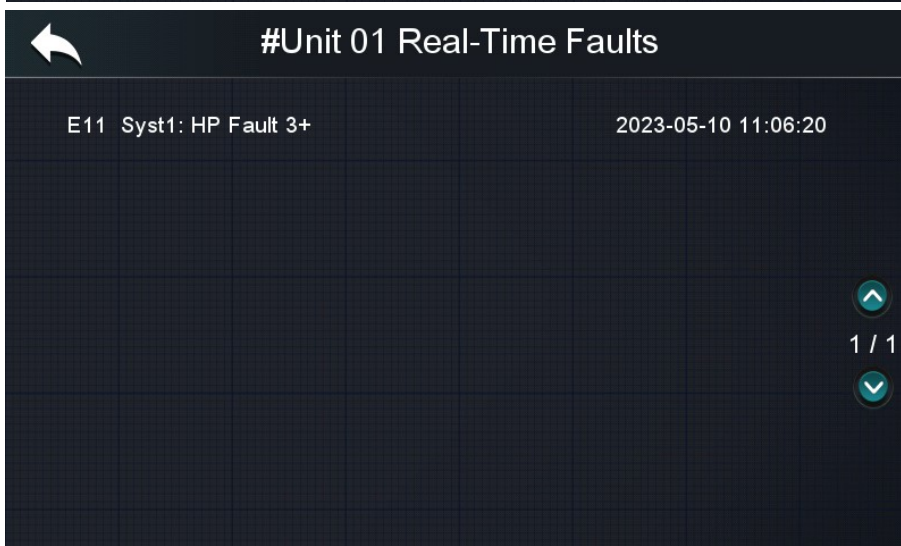 #Unit 01 Real-Time Faults
E11 Syst1: HP Fault 3+ 2023-05-10 11:06:20
1 / 1